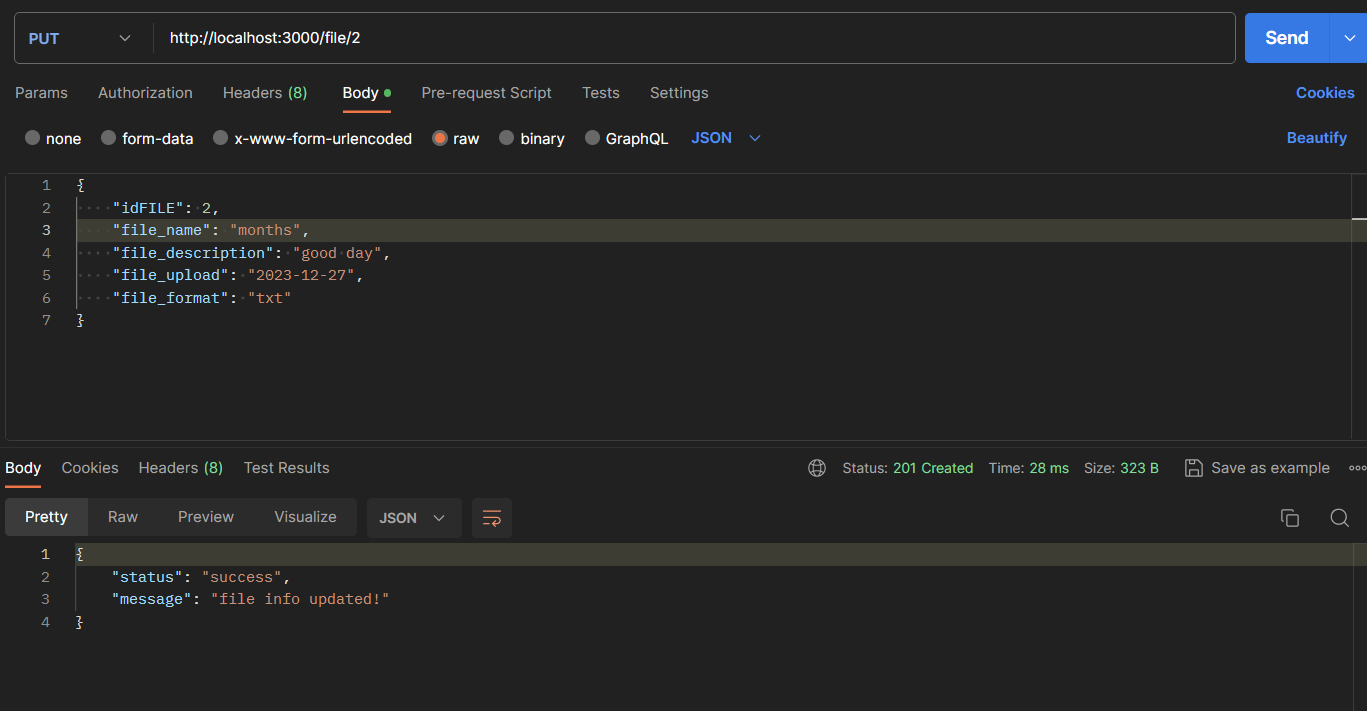 PUT http://localhost:3000/file/2 Send
Params Authorization Headers (8) Body Pre-request Script Tests Settings Cookies
none form-data x-www-form-urlencoded raw binary GraphQL JSON Beautify
1 {
2 "idFILE": 2,
3 "file_name": "months",
4 "file_description": "good day",
5 "file_upload": "2023-12-27",
6 "file_format": "txt"
7 }
Body Cookies Headers (8) Test Results Status: 201 Created Time: 28 ms Size: 323 B Save as example
Pretty Raw Preview Visualize JSON
1 {
2 "status": "success",
3 "message": "file info updated!"
4 }